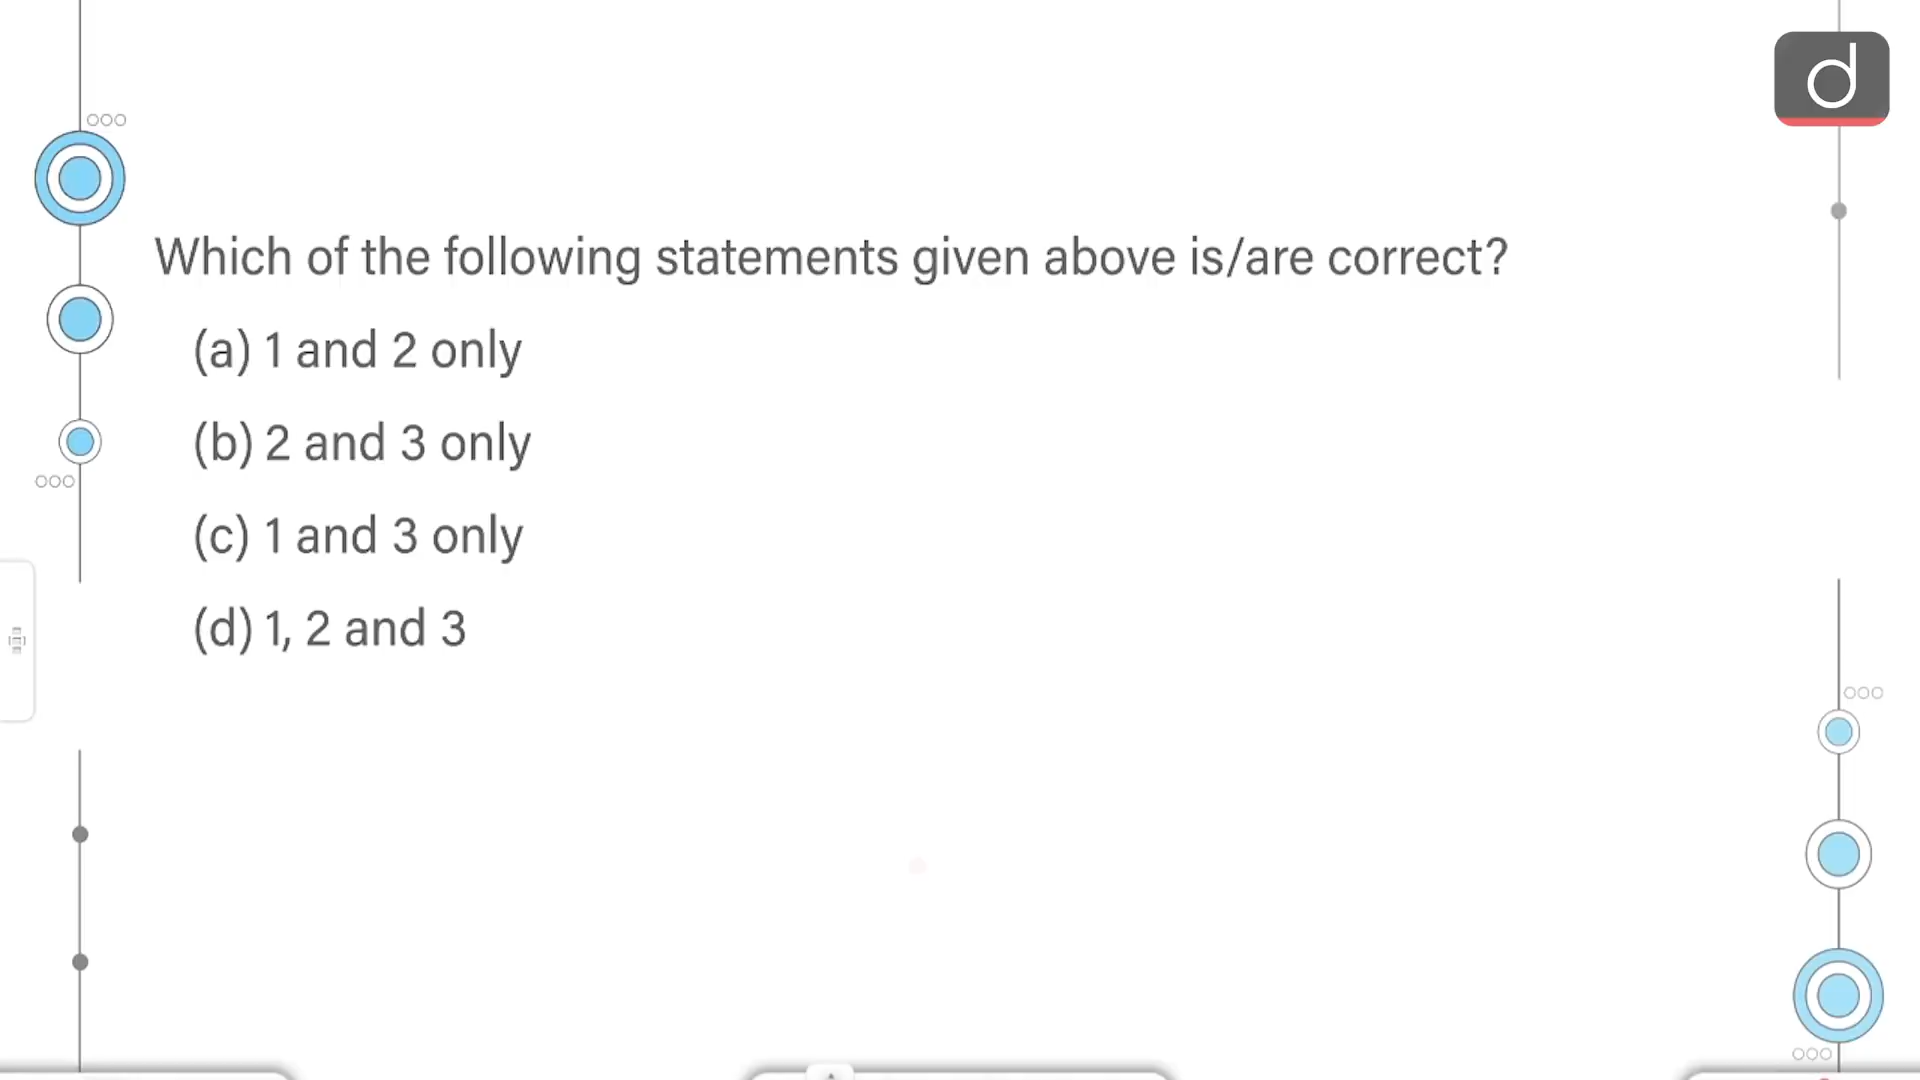 d
Which of the following statements given above is/are correct?
(a) 1 and 2 only
(b) 2 and 3 only
(c) 1 and 3 only
(d) 1, 2 and 3